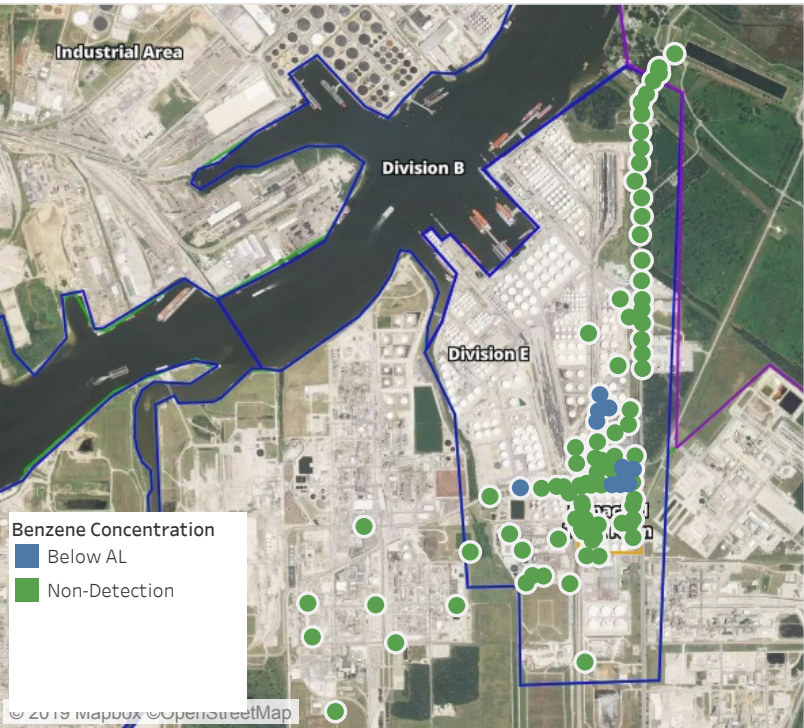 Industrial Area
Division B
Division E
Benzene Concentration
Below AL
Non-Detection
© 2019 Mapbox ©OpenStreetMap